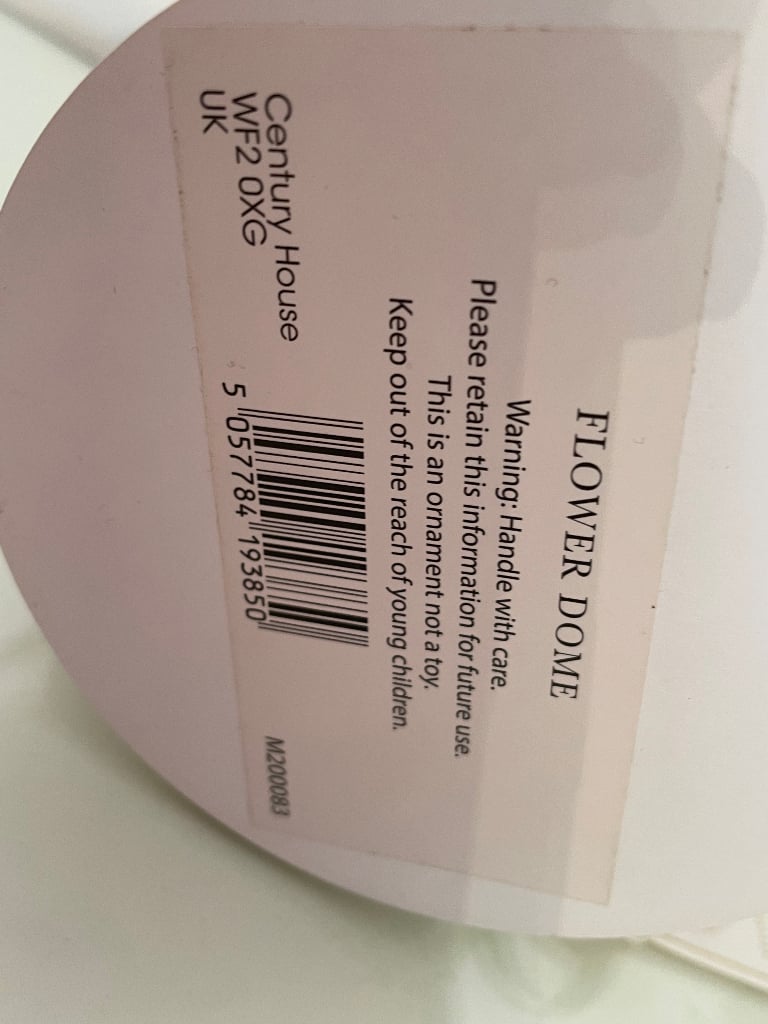 FLOWER DOME
Warning: Handle with care.
Please retain this information for future use.
This is an ornament not a toy.
Keep out of the reach of young children.
Century House
WF2 0XG
UK
5 057784 193850
M200083